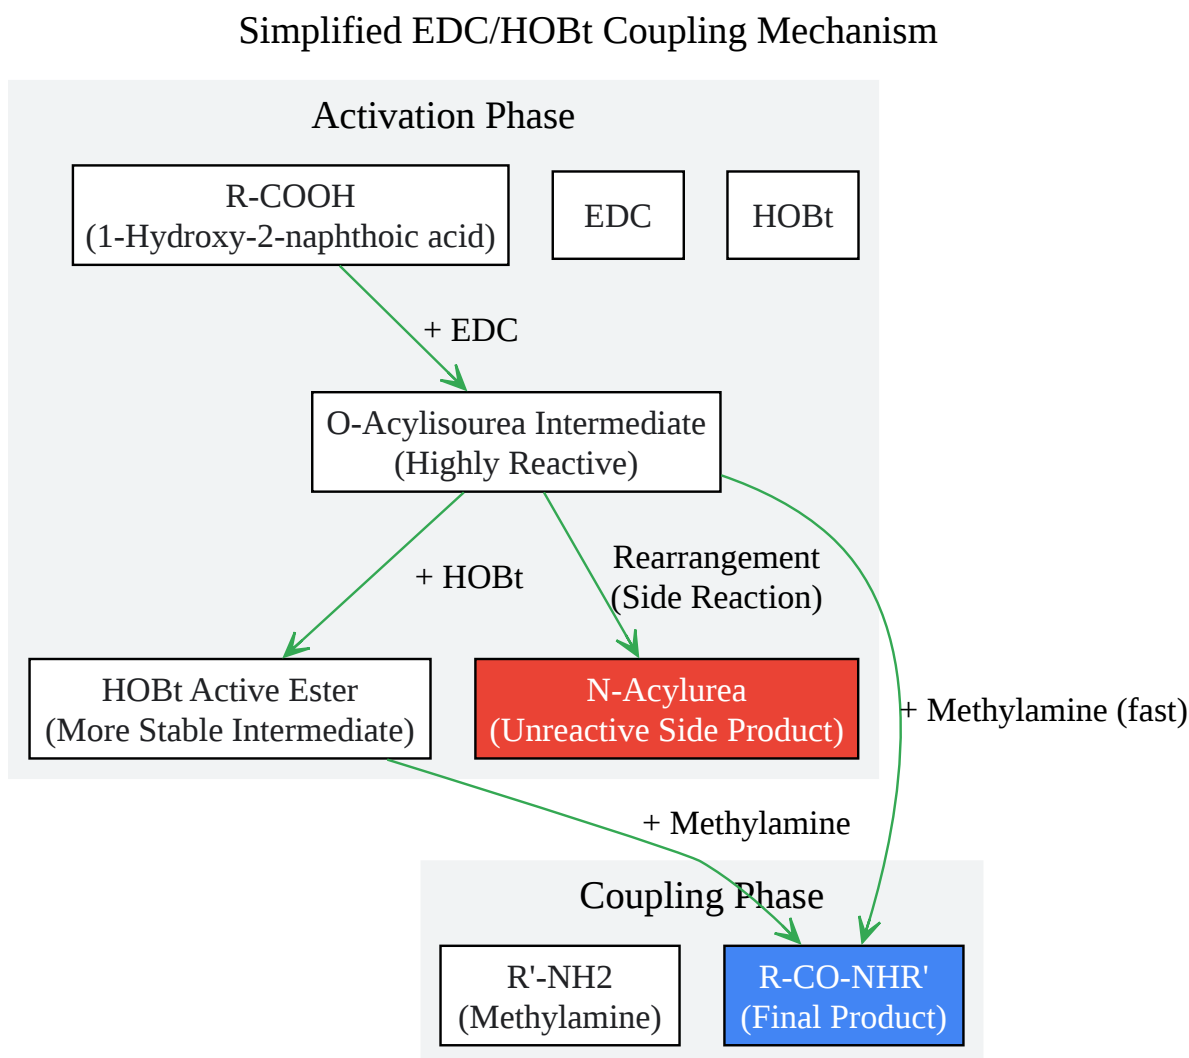 Simplified EDC/HOBt Coupling Mechanism
Activation Phase
R-COOH
(1-Hydroxy-2-naphthoic acid)
EDC
HOBt
+ EDC
O-Acylisourea Intermediate
(Highly Reactive)
+ HOBt
Rearrangement
(Side Reaction)
HOBt Active Ester
(More Stable Intermediate)
N-Acylurea
(Unreactive Side Product)
+ Methylamine (fast)
+ Methylamine
Coupling Phase
R'-NH2
(Methylamine)
R-CO-NHR'
(Final Product)